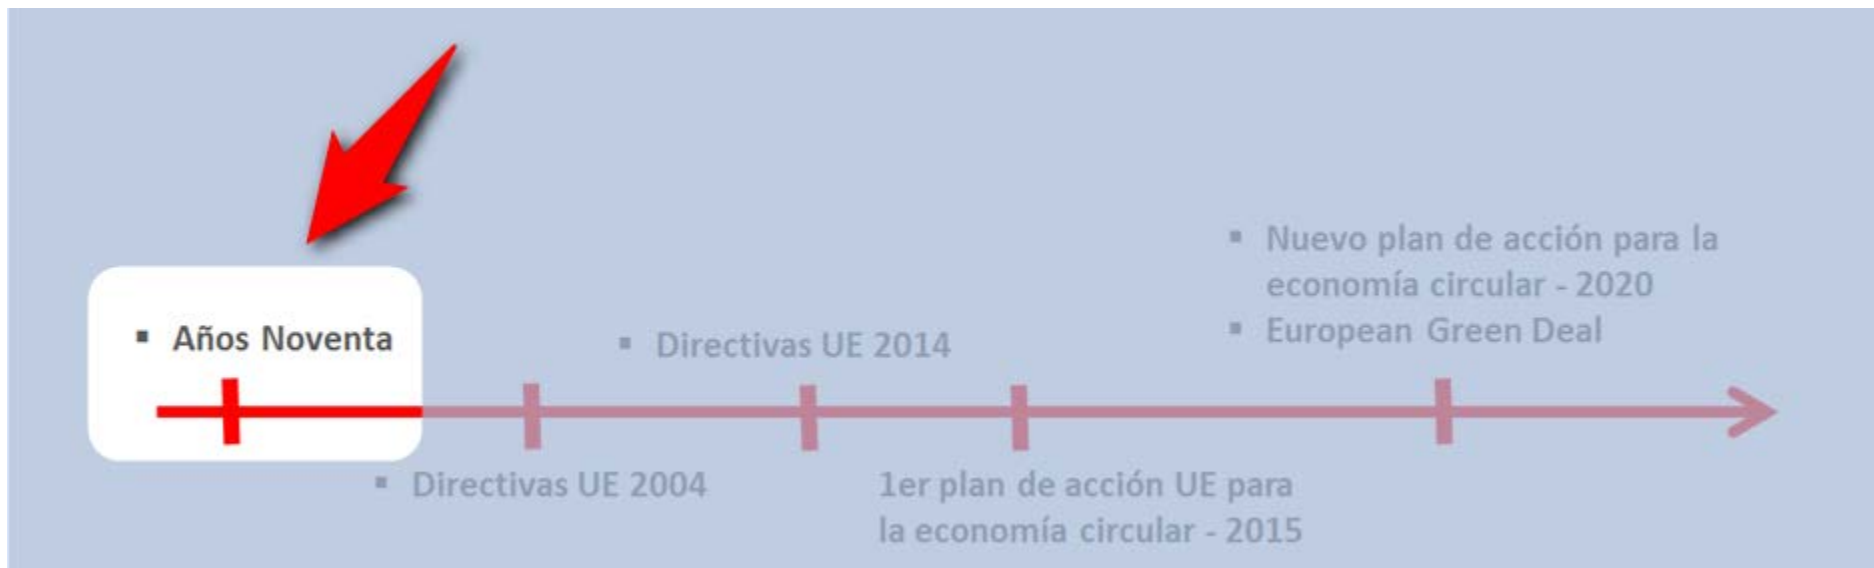 ▪ Nuevo plan de acción para la
economía circular - 2020
▪ European Green Deal
▪ Años Noventa
▪ Directivas UE 2014
▪ Directivas UE 2004
1er plan de acción UE para
la economía circular - 2015